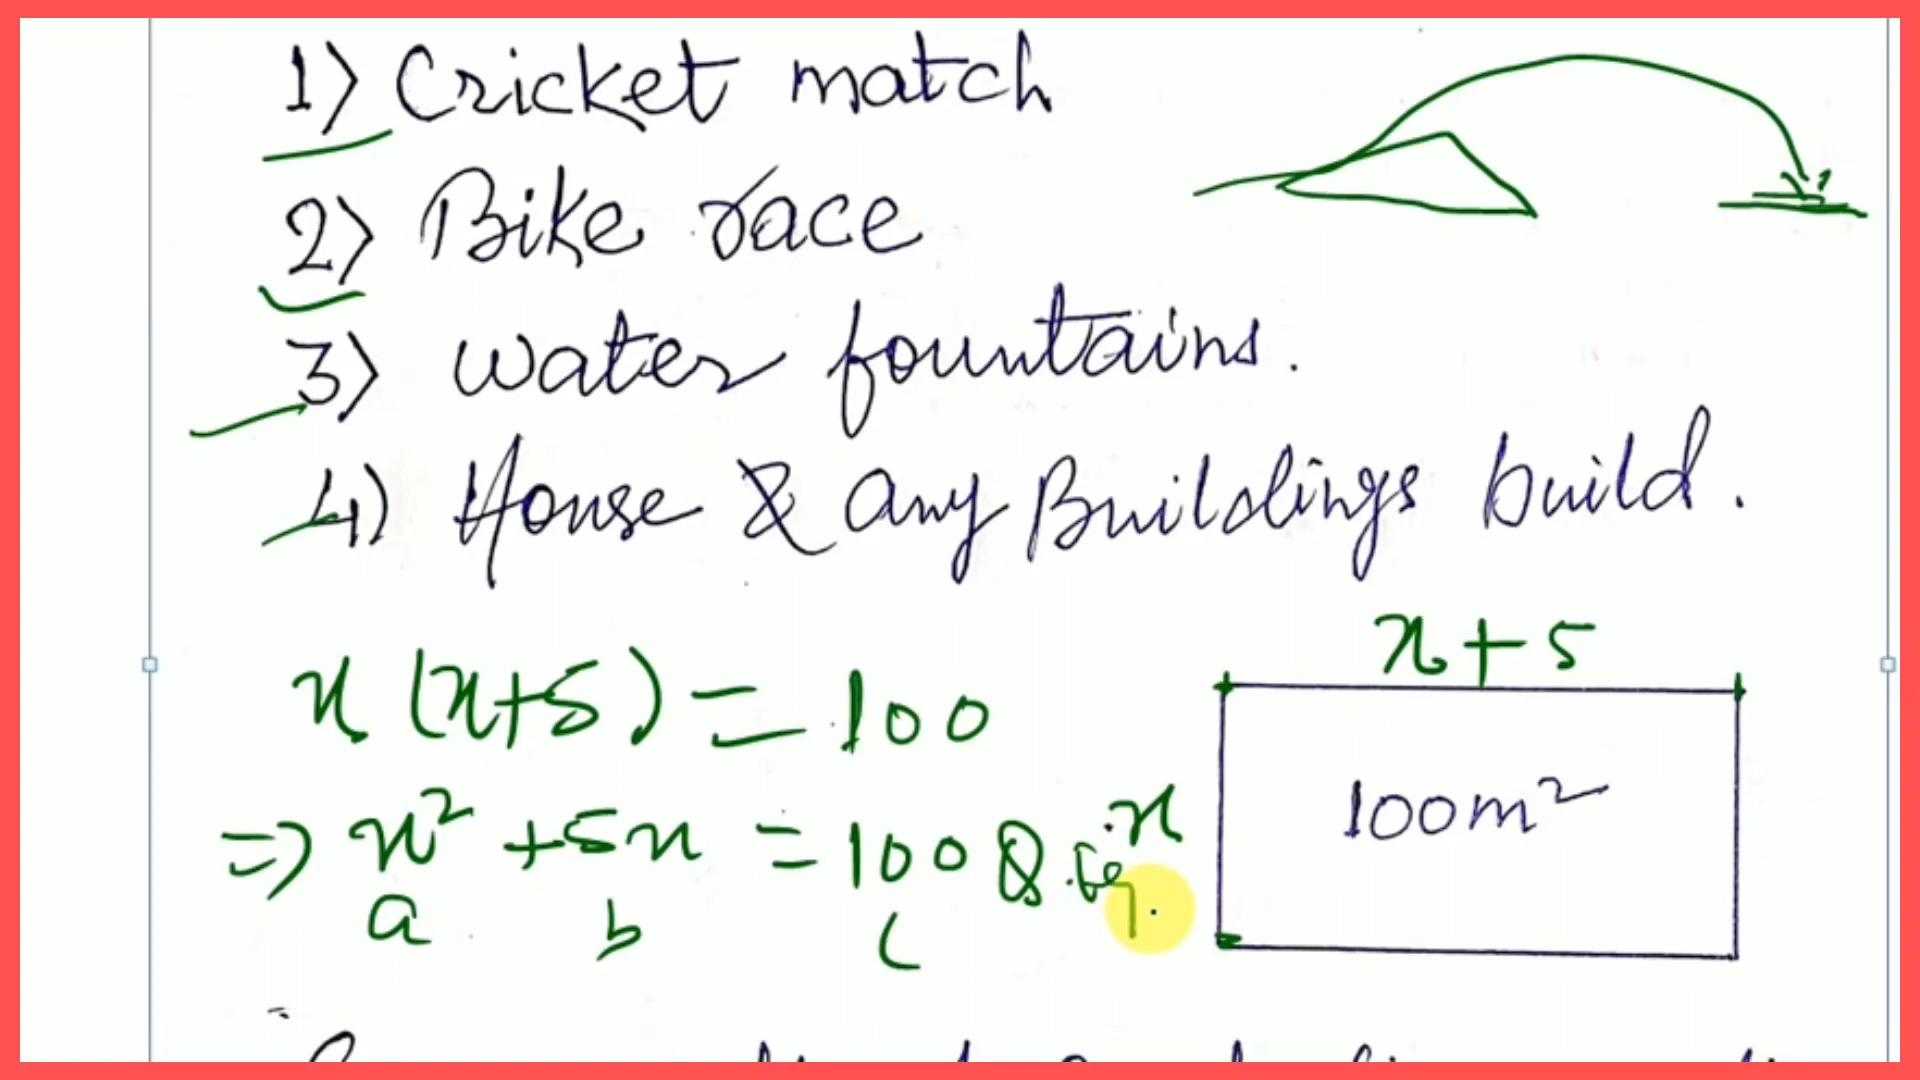 1) Cricket match
2) Bike race
3) water fountains.
4) House & any Buildings build.
x + 5
x (x+5) = 100
x
100m²
=> x² +5x = 100 Q.Eq.
a b c